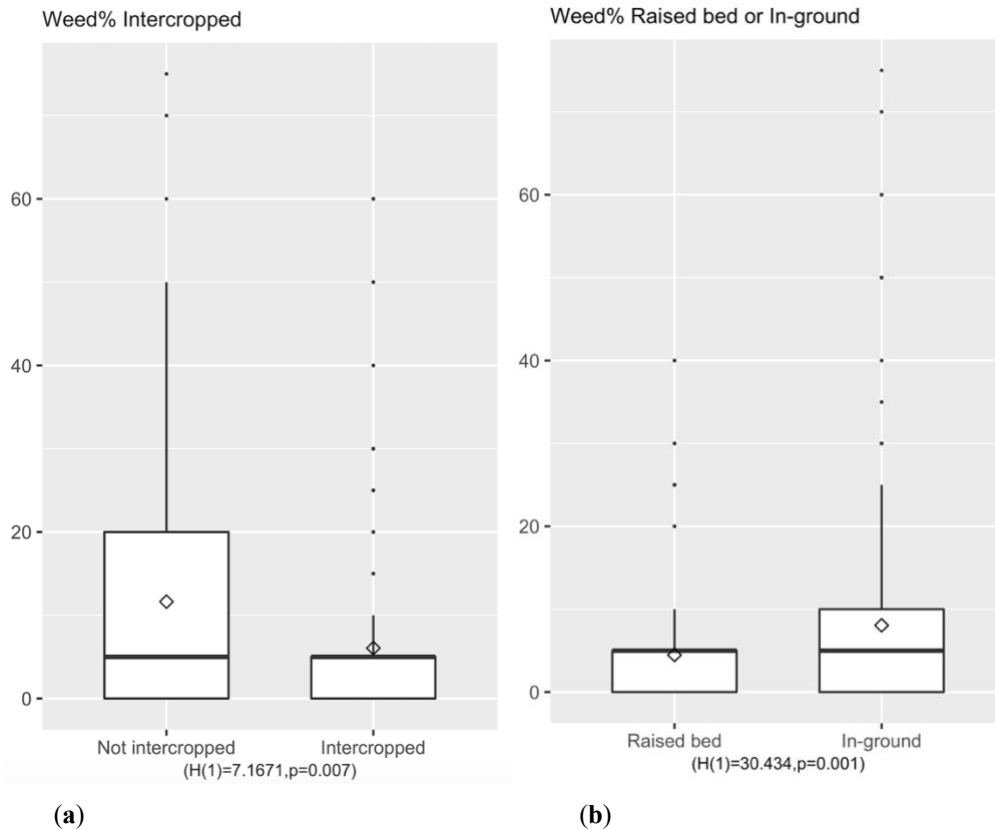 Weed% Intercropped
60
40
20
0
Not intercropped Intercropped
(H(1)=7.1671,p=0.007)
(a)
Weed% Raised bed or In-ground
60
40
20
0
Raised bed In-ground
(H(1)=30.434,p=0.001)
(b)